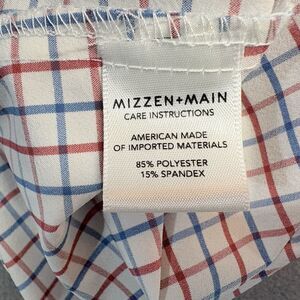 MIZZEN+MAIN
CARE INSTRUCTIONS
AMERICAN MADE
OF IMPORTED MATERIALS
85% POLYESTER
15% SPANDEX